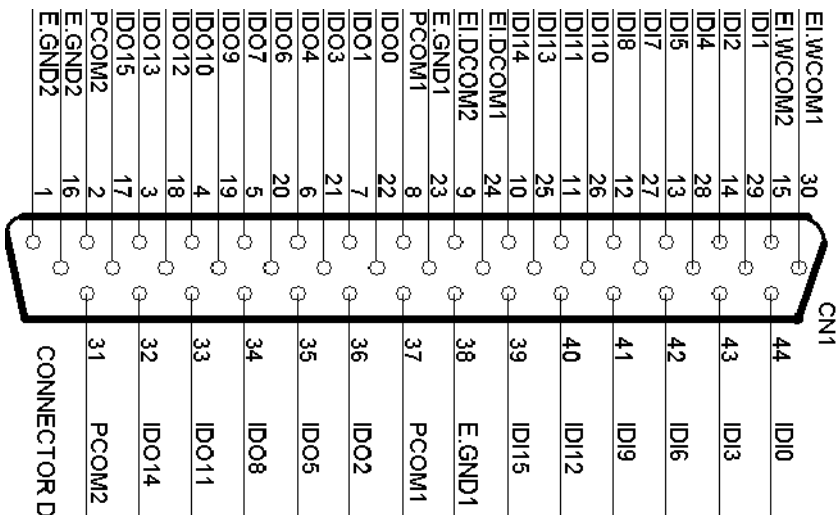 CN1
EI.WCOM1 30
EI.WCOM2 15
44 IDI0
IDI1 29
IDI2 14
43 IDI3
IDI4 28
IDI5 13
42 IDI6
IDI7 27
IDI8 12
41 IDI9
IDI10 26
IDI11 11
40 IDI12
IDI13 25
IDI14 10
39 IDI15
EI.DCOM1 24
EI.DCOM2 9
38 E.GND1
E.GND1 23
PCOM1 8
37 PCOM1
IDO0 22
IDO1 7
36 IDO2
IDO3 21
IDO4 6
35 IDO5
IDO6 20
IDO7 5
34 IDO8
IDO9 19
IDO10 4
33 IDO11
IDO12 18
IDO13 3
32 IDO14
IDO15 17
PCOM2 2
31 PCOM2
E.GND2 16
E.GND2 1
CONNECTOR D